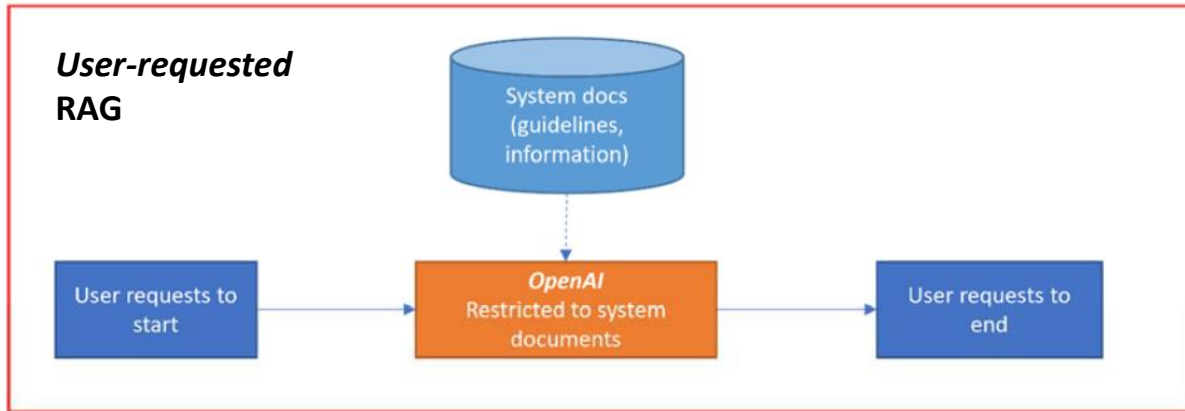 User-requested
RAG
System docs
(guidelines,
information)
User requests to
start
OpenAI
Restricted to system
documents
User requests to
end